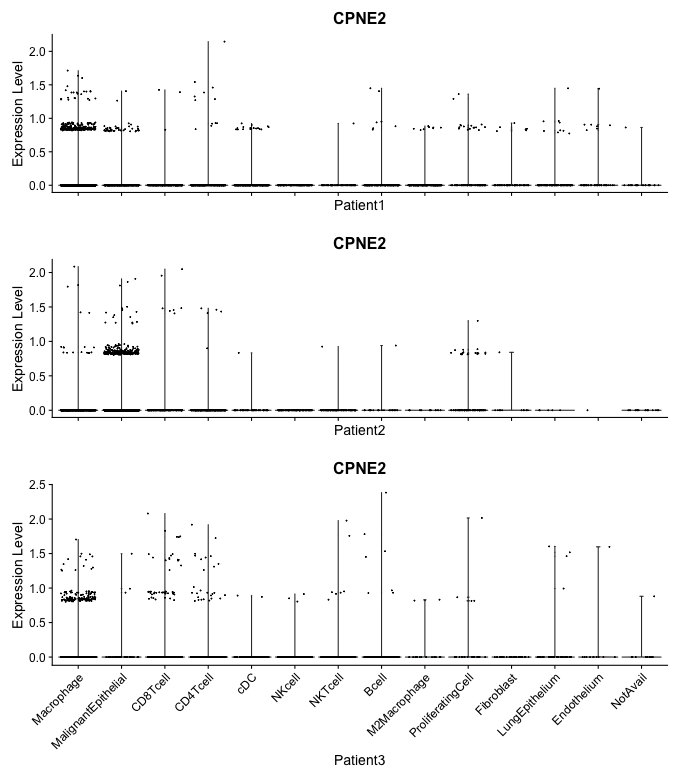 CPNE2
Expression Level
2.0
1.5
1.0
0.5
0.0
Patient1
CPNE2
Expression Level
2.0
1.5
1.0
0.5
0.0
Patient2
CPNE2
Expression Level
2.5
2.0
1.5
1.0
0.5
0.0
Macrophage
MalignantEpithelial
CD8Tcell
CD4Tcell
cDC
NKcell
NKTcell
Bcell
M2Macrophage
ProliferatingCell
Fibroblast
LungEpithelium
Endothelium
NotAvail
Patient3